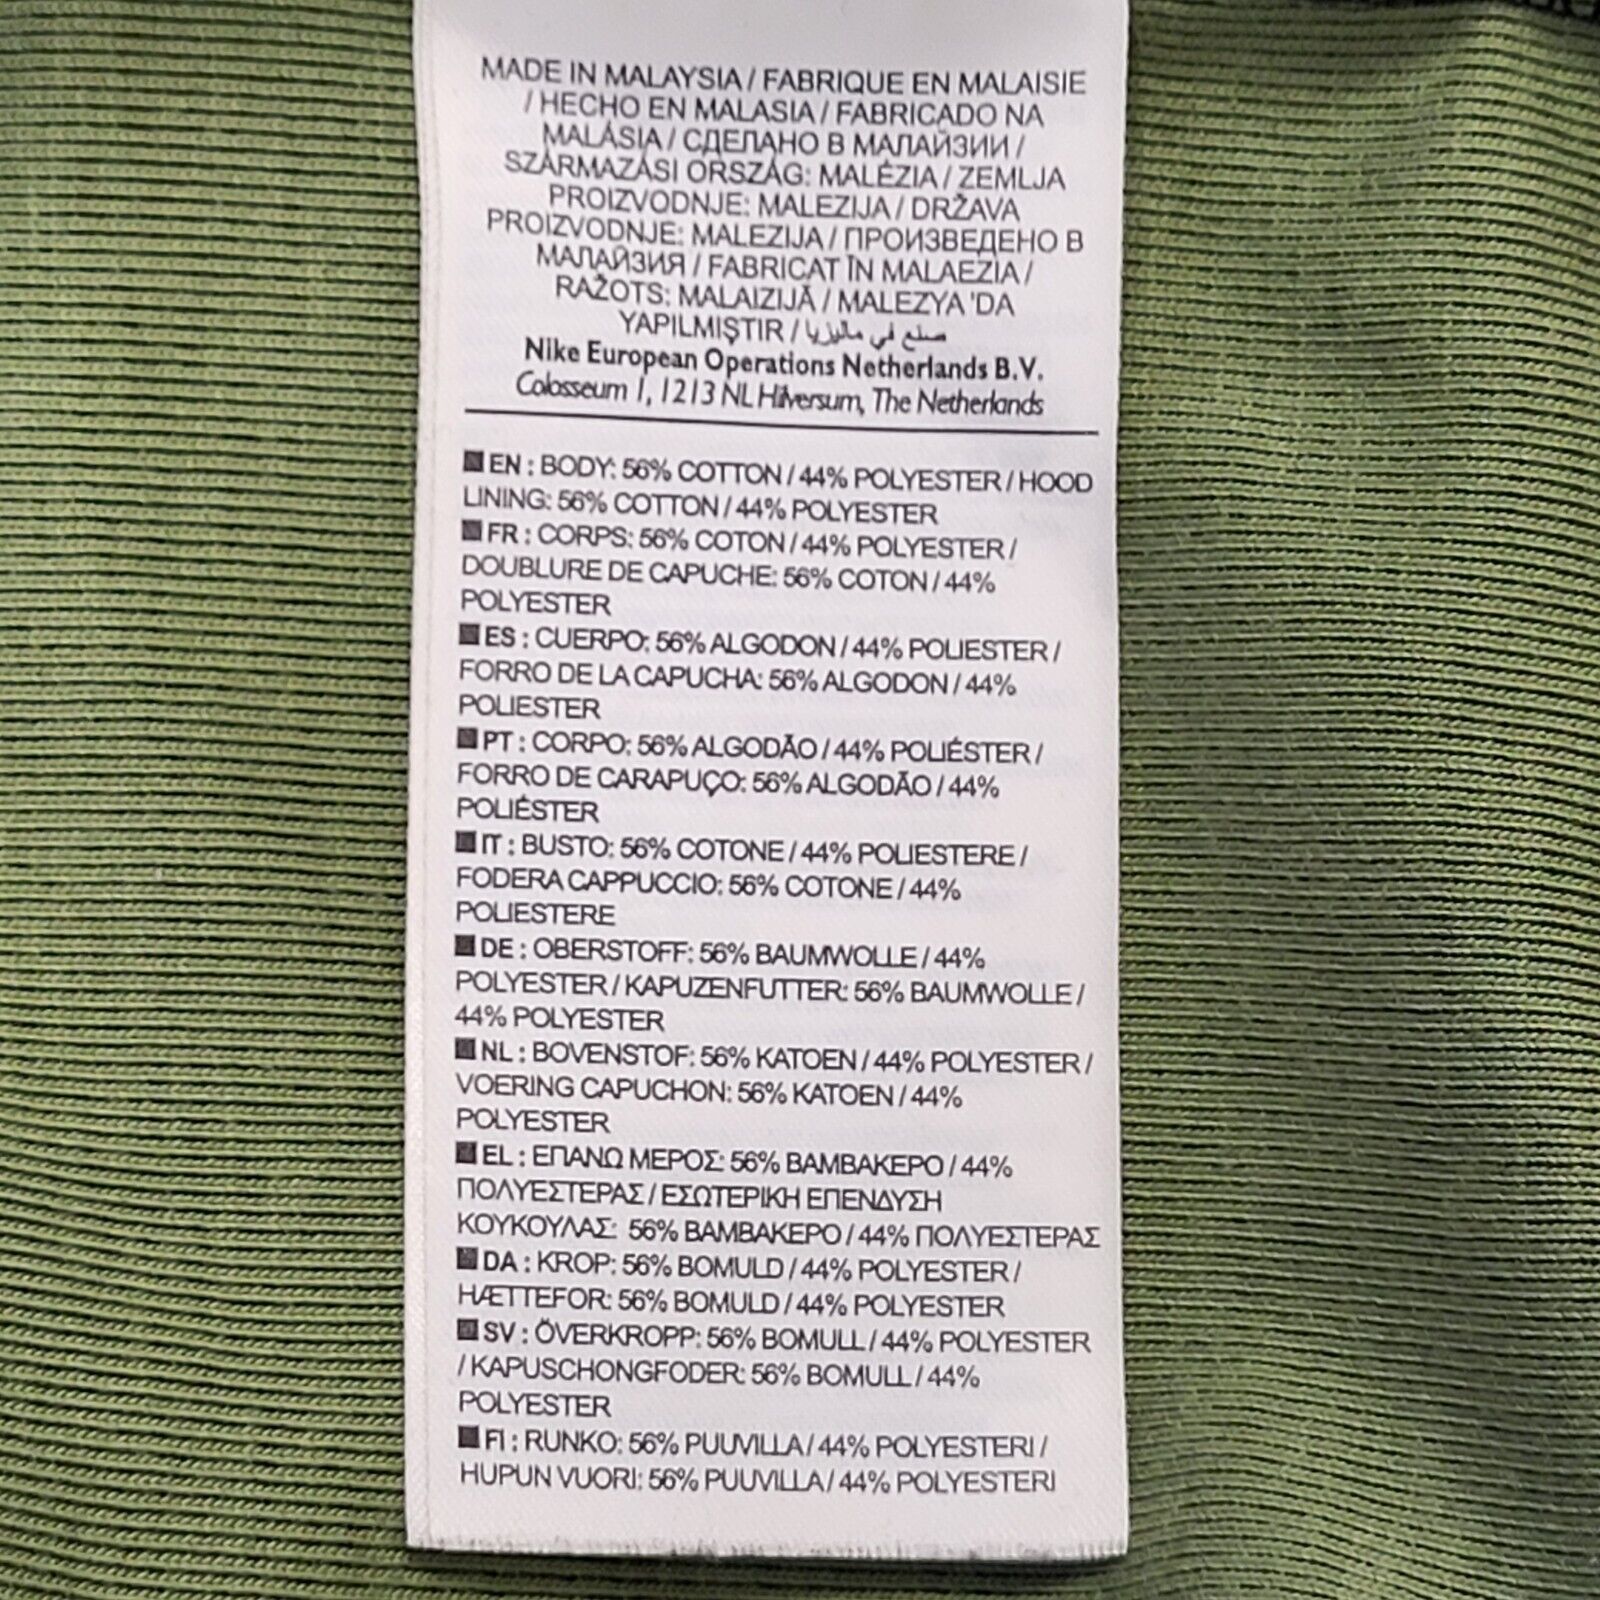 MADE IN MALAYSIA / FABRIQUE EN MALAISIE
/ HECHO EN MALASIA / FABRICADO NA
MALÁSIA / СДЕЛАНО В МАЛАЙЗИИ /
SZÁRMAZÁSI ORSZÁG: MALÉZIA / ZEMLJA
PROIZVODNJE: MALEZIJA / DRŽAVA
PROIZVODNJE: MALEZIJA / ПРОИЗВЕДЕНО В
МАЛАЙЗИЯ / FABRICAT ÎN MALAEZIA /
RAŽOTS: MALAIZIJĀ / MALEZYA 'DA
YAPILMIŞTIR / صنع في ماليزيا
Nike European Operations Netherlands B.V.
Colosseum 1, 1213 NL Hilversum, The Netherlands
EN : BODY: 56% COTTON / 44% POLYESTER / HOOD
LINING: 56% COTTON / 44% POLYESTER
FR : CORPS: 56% COTON / 44% POLYESTER /
DOUBLURE DE CAPUCHE: 56% COTON / 44%
POLYESTER
ES : CUERPO: 56% ALGODON / 44% POLIESTER /
FORRO DE LA CAPUCHA: 56% ALGODON / 44%
POLIESTER
PT : CORPO: 56% ALGODÃO / 44% POLIÉSTER /
FORRO DE CARAPUÇO: 56% ALGODÃO / 44%
POLIÉSTER
IT : BUSTO: 56% COTONE / 44% POLIESTERE /
FODERA CAPPUCCIO: 56% COTONE / 44%
POLIESTERE
DE : OBERSTOFF: 56% BAUMWOLLE / 44%
POLYESTER / KAPUZENFUTTER: 56% BAUMWOLLE /
44% POLYESTER
NL : BOVENSTOF: 56% KATOEN / 44% POLYESTER /
VOERING CAPUCHON: 56% KATOEN / 44%
POLYESTER
EL : ΕΠΑΝΩ ΜΕΡΟΣ: 56% ΒΑΜΒΑΚΕΡΟ / 44%
ΠΟΛΥΕΣΤΕΡΑΣ / ΕΣΩΤΕΡΙΚΗ ΕΠΕΝΔΥΣΗ
ΚΟΥΚΟΥΛΑΣ: 56% ΒΑΜΒΑΚΕΡΟ / 44% ΠΟΛΥΕΣΤΕΡΑΣ
DA : KROP: 56% BOMULD / 44% POLYESTER /
HÆTTEFOR: 56% BOMULD / 44% POLYESTER
SV : ÖVERKROPP: 56% BOMULL / 44% POLYESTER
/ KAPUSCHONGFODER: 56% BOMULL / 44%
POLYESTER
FI : RUNKO: 56% PUUVILLA / 44% POLYESTERI /
HUPUN VUORI: 56% PUUVILLA / 44% POLYESTERI